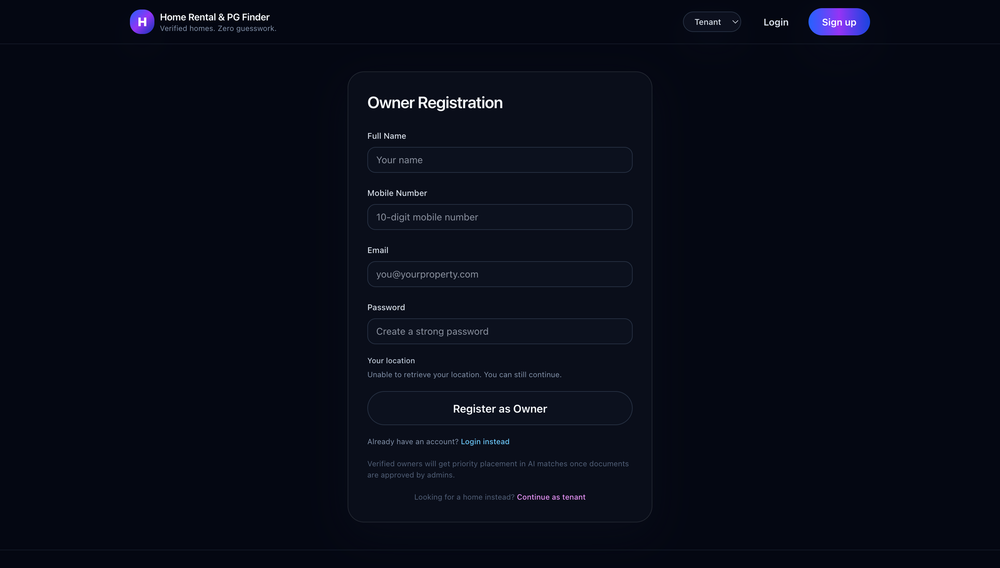 H
Home Rental & PG Finder
Verified homes. Zero guesswork.
Tenant
Login
Sign up
Owner Registration
Full Name
Your name
Mobile Number
10-digit mobile number
Email
you@yourproperty.com
Password
Create a strong password
Your location
Unable to retrieve your location. You can still continue.
Register as Owner
Already have an account? Login instead
Verified owners will get priority placement in AI matches once documents
are approved by admins.
Looking for a home instead? Continue as tenant